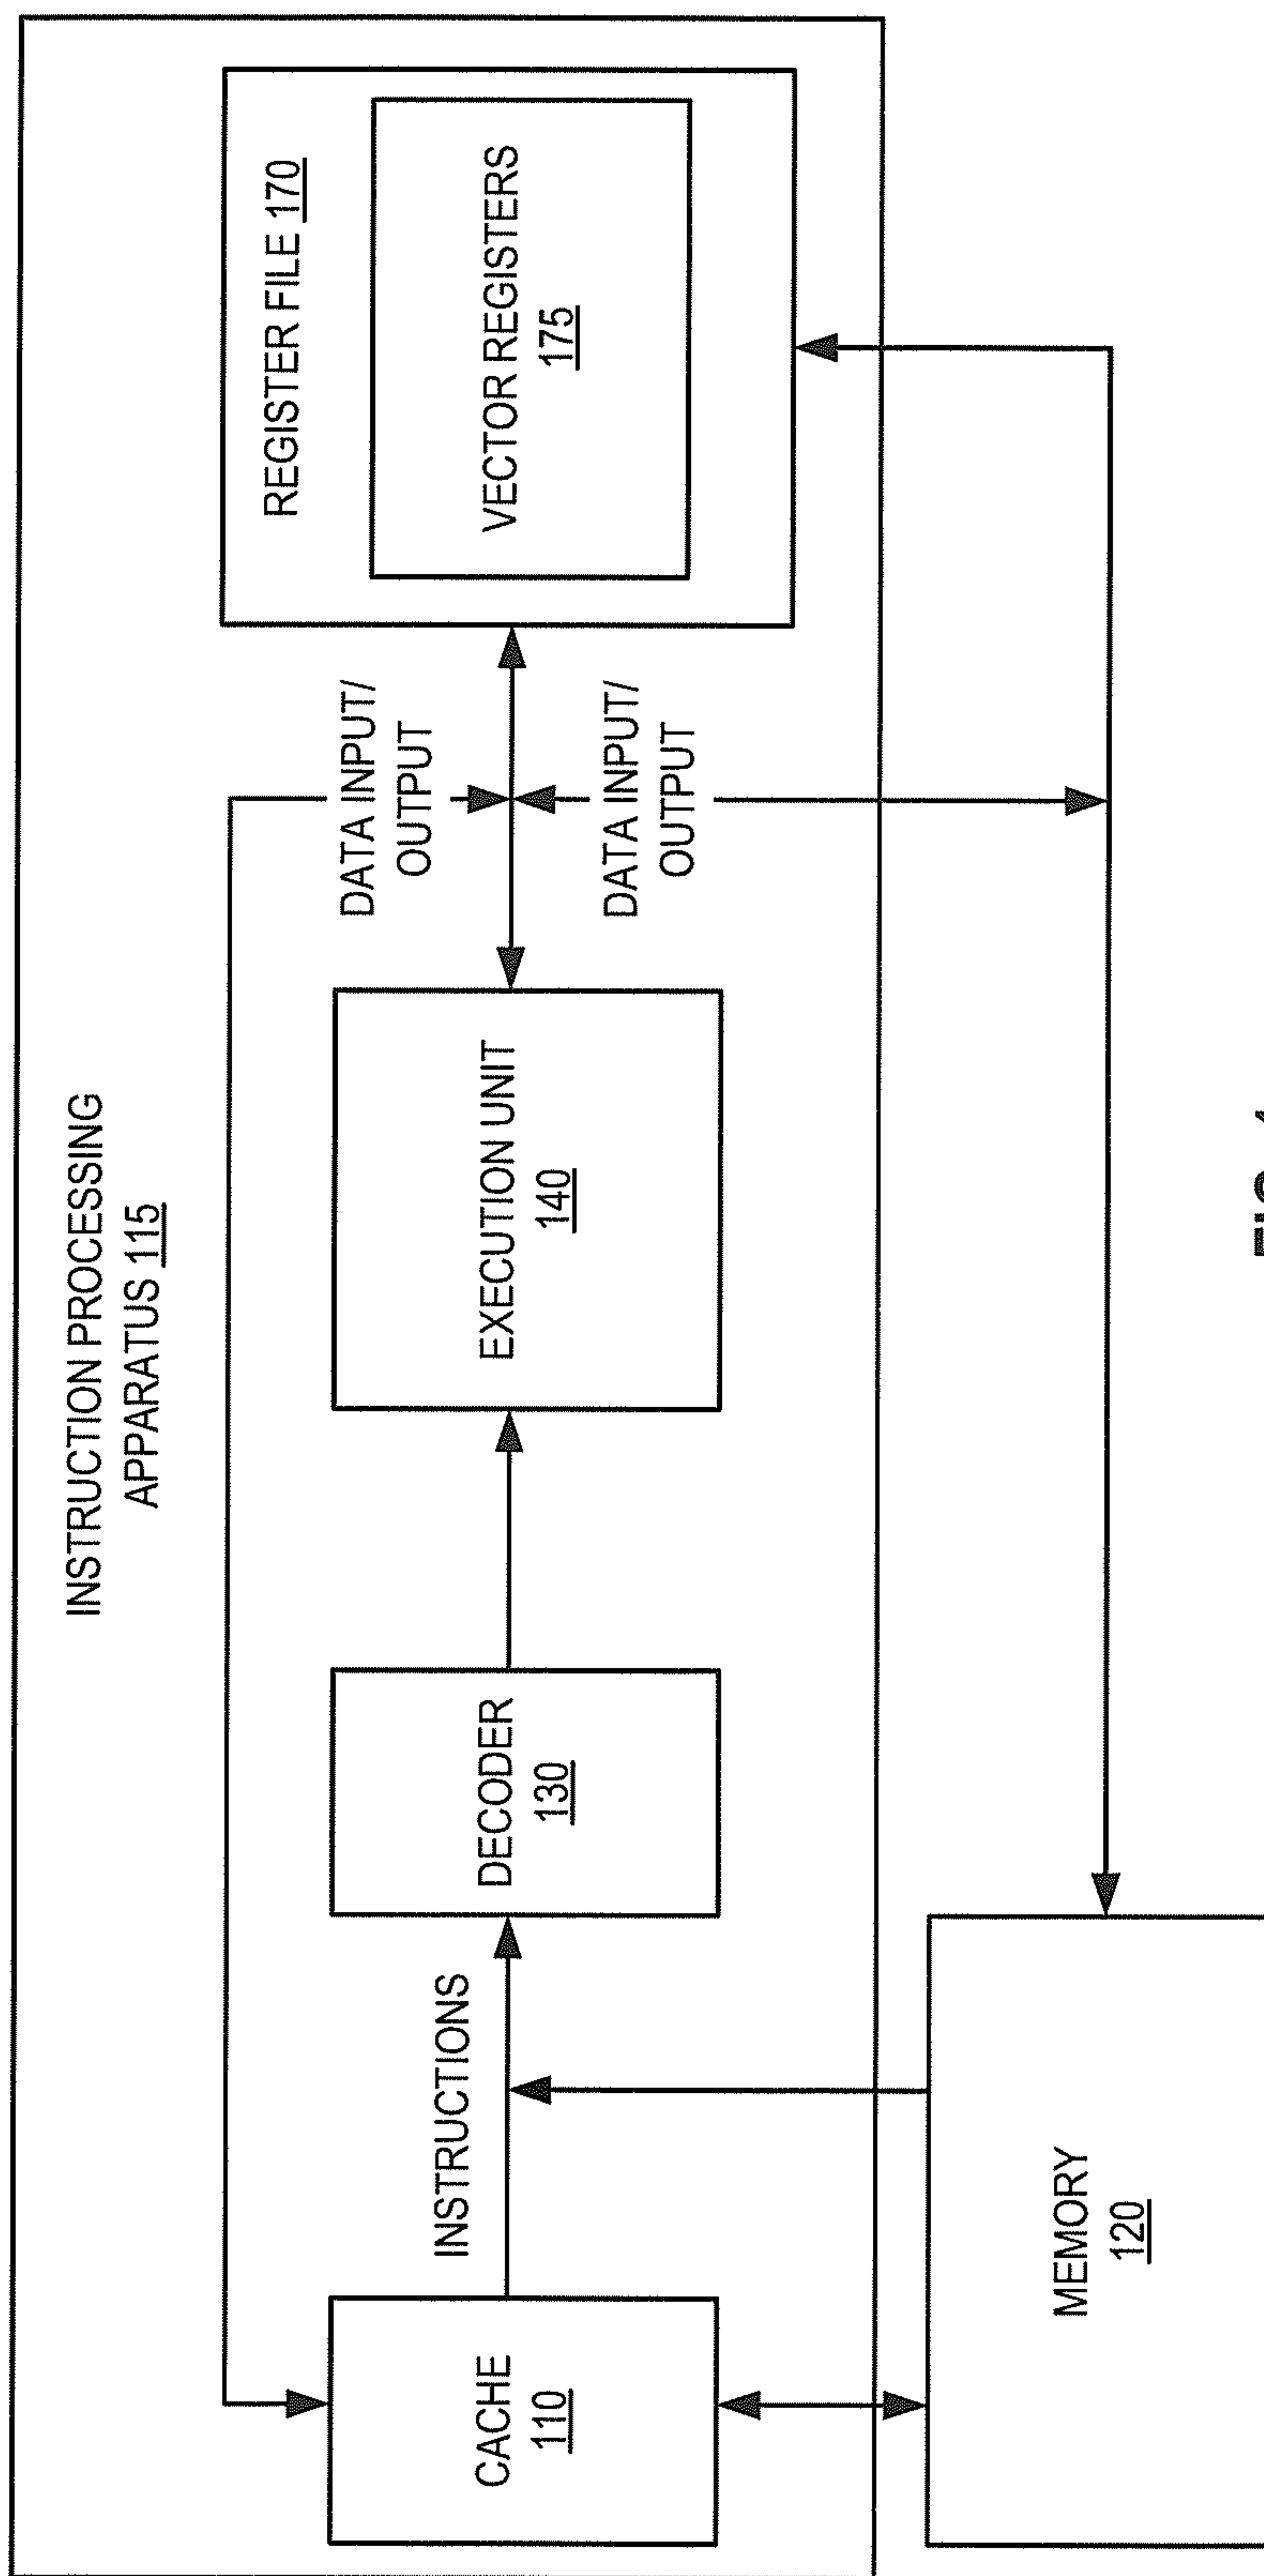 INSTRUCTION PROCESSING
APPARATUS 115
CACHE
110
INSTRUCTIONS
DECODER
130
EXECUTION UNIT
140
DATA INPUT/
OUTPUT
DATA INPUT/
OUTPUT
REGISTER FILE 170
VECTOR REGISTERS
175
MEMORY
120